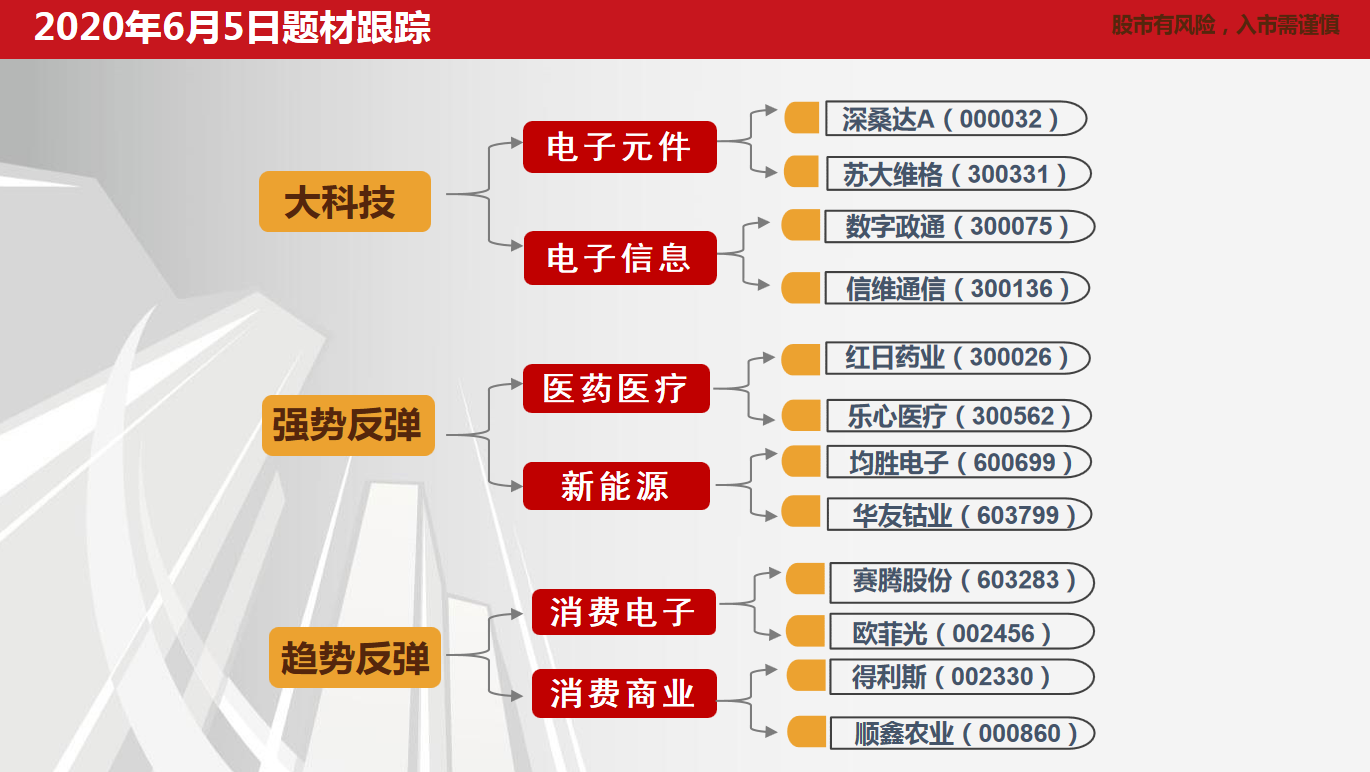 2020年6月5日题材跟踪
股市有风险，入市需谨慎
大科技
电子元件
深桑达A（000032）
苏大维格（300331）
电子信息
数字政通（300075）
信维通信（300136）
强势反弹
医药医疗
红日药业（300026）
乐心医疗（300562）
新能源
均胜电子（600699）
华友钴业（603799）
趋势反弹
消费电子
赛腾股份（603283）
欧菲光（002456）
消费商业
得利斯（002330）
顺鑫农业（000860）